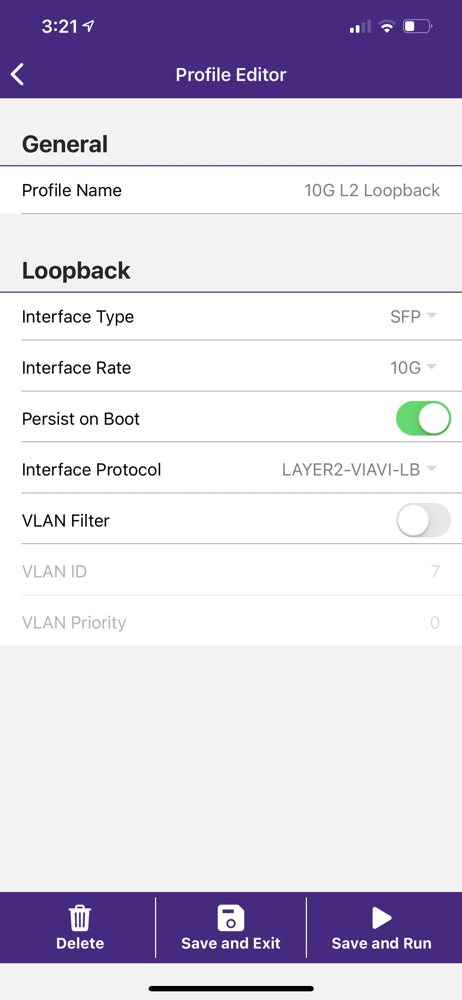 3:21
Profile Editor
General
Profile Name 10G L2 Loopback
Loopback
Interface Type SFP
Interface Rate 10G
Persist on Boot
Interface Protocol LAYER2-VIAVI-LB
VLAN Filter
VLAN ID 7
VLAN Priority 0
Delete Save and Exit Save and Run